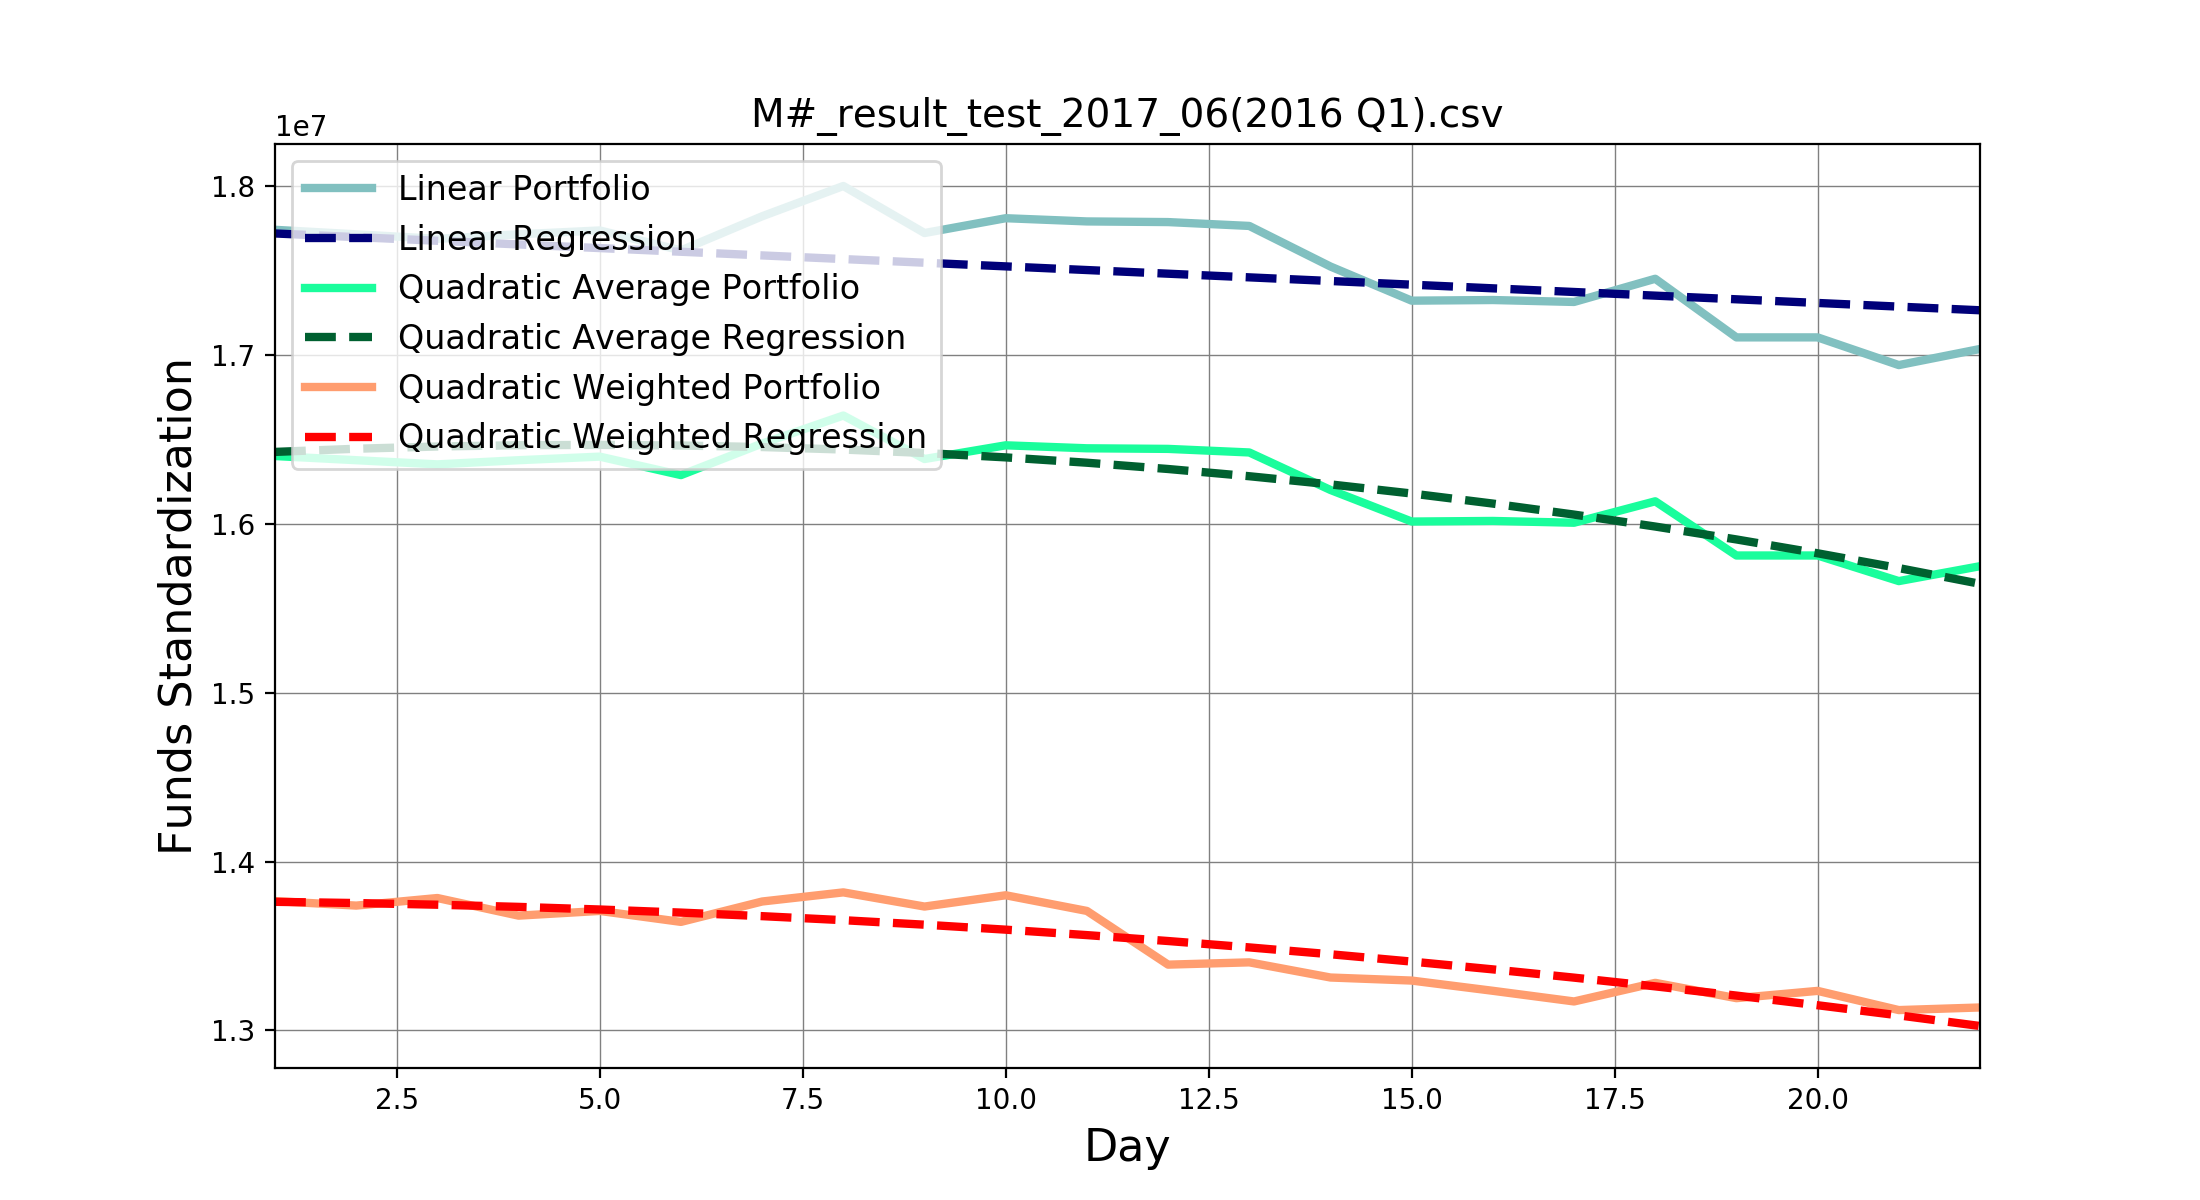 M#_result_test_2017_06(2016 Q1).csv
1e7
Linear Portfolio
Linear Regression
Quadratic Average Portfolio
Quadratic Average Regression
Quadratic Weighted Portfolio
Quadratic Weighted Regression
1.8
1.7
1.6
1.5
1.4
1.3
Funds Standardization
2.5 5.0 7.5 10.0 12.5 15.0 17.5 20.0
Day